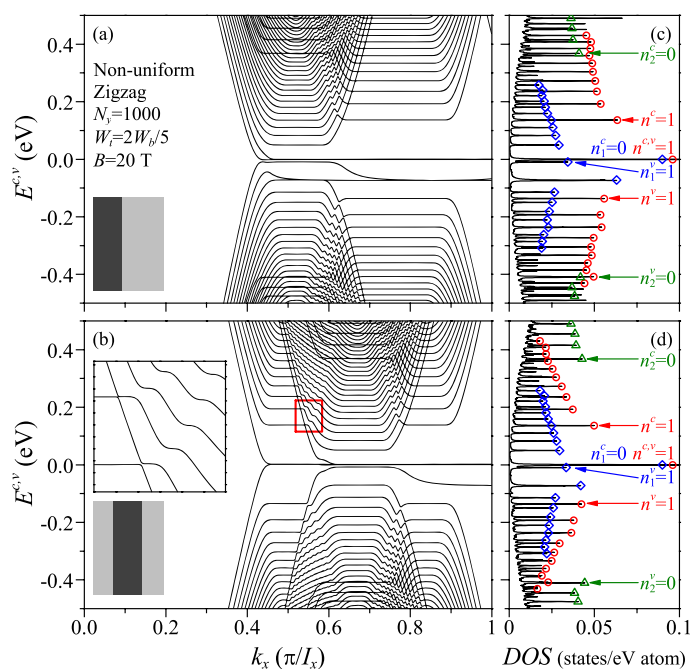 (a)
Non-uniform
Zigzag
N_y=1000
W_t=2W_b/5
B=20 T
0.4
0.2
0.0
-0.2
-0.4
E^{c,v} (eV)
(c)
n_2^c=0
n^c=1
n_1^c=0 n^{c,v}=1
n_1^v=1
n^v=1
n_2^v=0
(b)
0.4
0.2
0.0
-0.2
-0.4
E^{c,v} (eV)
(d)
n_2^c=0
n^c=1
n_1^c=0 n^{c,v}=1
n_1^v=1
n^v=1
n_2^v=0
0.0 0.2 0.4 0.6 0.8 1
0.00 0.05 0.1
k_x (π/I_x)
DOS (states/eV atom)